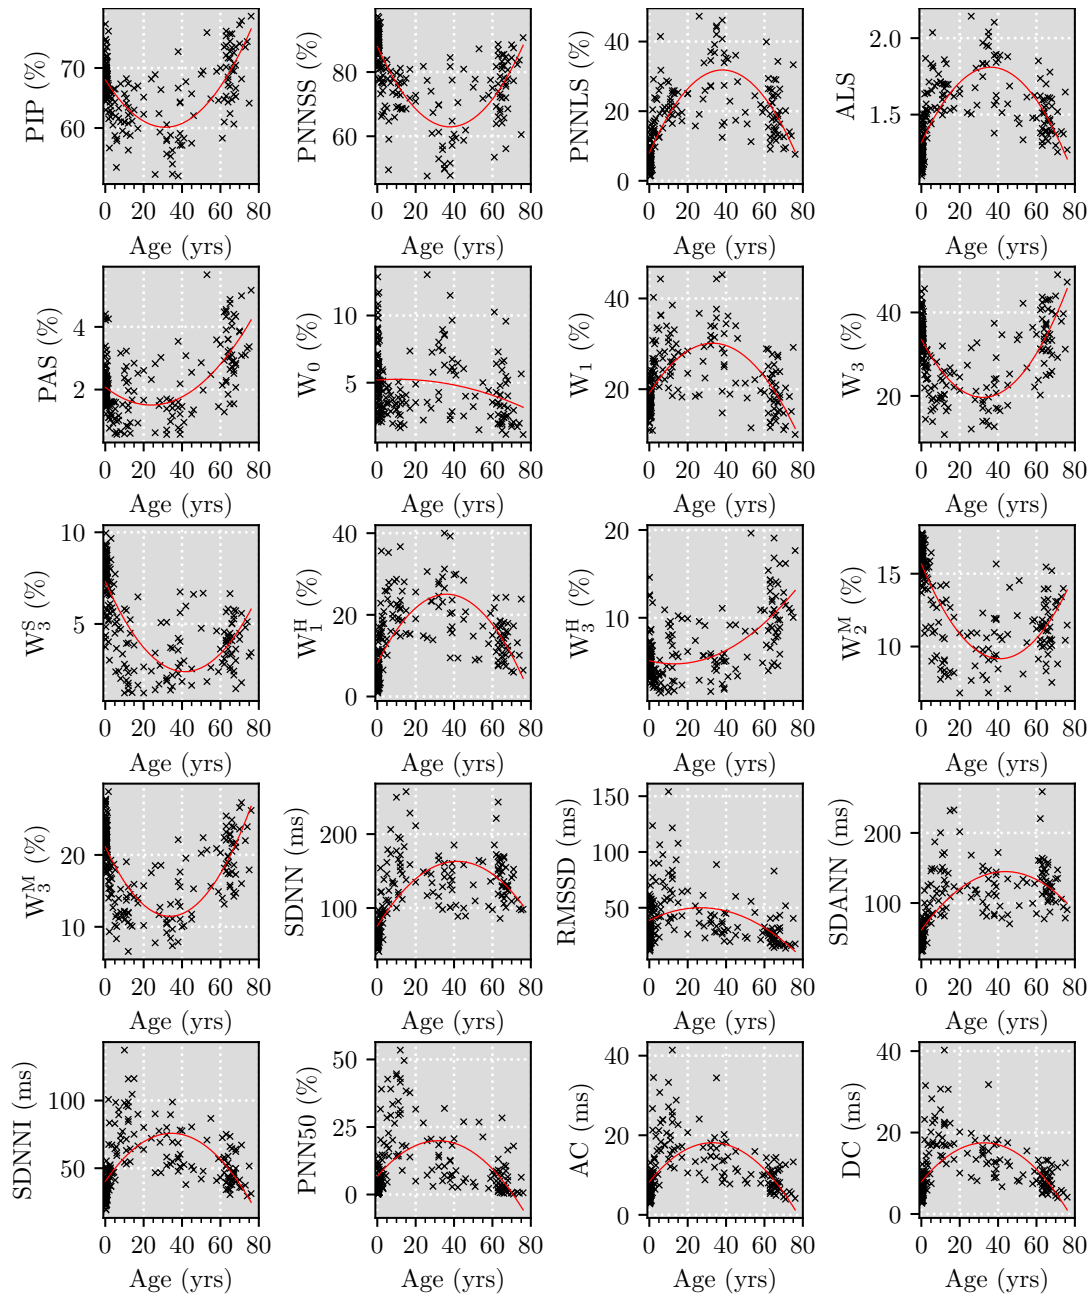 PIP (%)
70
60
0 20 40 60 80
Age (yrs)
PNNSS (%)
80
60
0 20 40 60 80
Age (yrs)
PNNLS (%)
40
20
0
0 20 40 60 80
Age (yrs)
ALS
2.0
1.5
0 20 40 60 80
Age (yrs)
PAS (%)
4
2
0 20 40 60 80
Age (yrs)
W₀ (%)
10
5
0 20 40 60 80
Age (yrs)
W₁ (%)
40
20
0 20 40 60 80
Age (yrs)
W₃ (%)
40
20
0 20 40 60 80
Age (yrs)
W₃ˢ (%)
10
5
0 20 40 60 80
Age (yrs)
W₁ᴴ (%)
40
20
0
0 20 40 60 80
Age (yrs)
W₃ᴴ (%)
20
10
0 20 40 60 80
Age (yrs)
W₂ᴹ (%)
15
10
0 20 40 60 80
Age (yrs)
W₃ᴹ (%)
20
10
0 20 40 60 80
Age (yrs)
SDNN (ms)
200
100
0 20 40 60 80
Age (yrs)
RMSSD (ms)
150
100
50
0 20 40 60 80
Age (yrs)
SDANN (ms)
200
100
0 20 40 60 80
Age (yrs)
SDNNI (ms)
100
50
0 20 40 60 80
Age (yrs)
PNN50 (%)
50
25
0
0 20 40 60 80
Age (yrs)
AC (ms)
40
20
0
0 20 40 60 80
Age (yrs)
DC (ms)
40
20
0
0 20 40 60 80
Age (yrs)